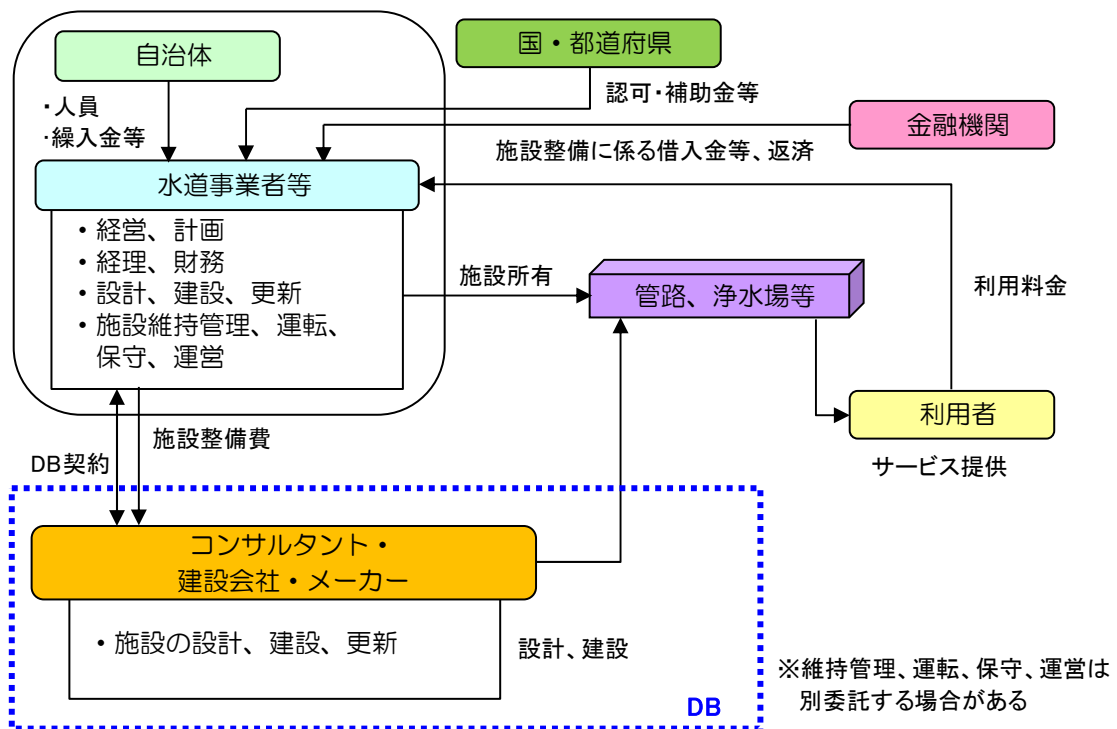 自治体
国・都道府県
・人員
・繰入金等
認可・補助金等
金融機関
施設整備に係る借入金等、返済
水道事業者等
・経営、計画
・経理、財務
・設計、建設、更新
・施設維持管理、運転、
保守、運営
施設所有
管路、浄水場等
利用料金
利用者
サービス提供
施設整備費
DB契約
コンサルタント・
建設会社・メーカー
・施設の設計、建設、更新
設計、建設
DB
※維持管理、運転、保守、運営は
別委託する場合がある